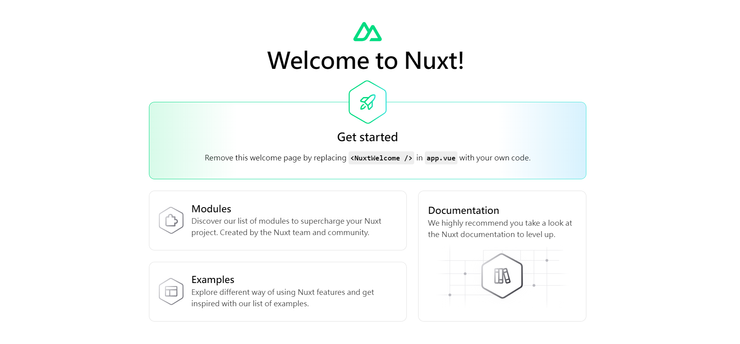 Welcome to Nuxt!
Get started
Remove this welcome page by replacing <NuxtWelcome /> in app.vue with your own code.
Modules
Discover our list of modules to supercharge your Nuxt
project. Created by the Nuxt team and community.
Documentation
We highly recommend you take a look at
the Nuxt documentation to level up.
Examples
Explore different way of using Nuxt features and get
inspired with our list of examples.